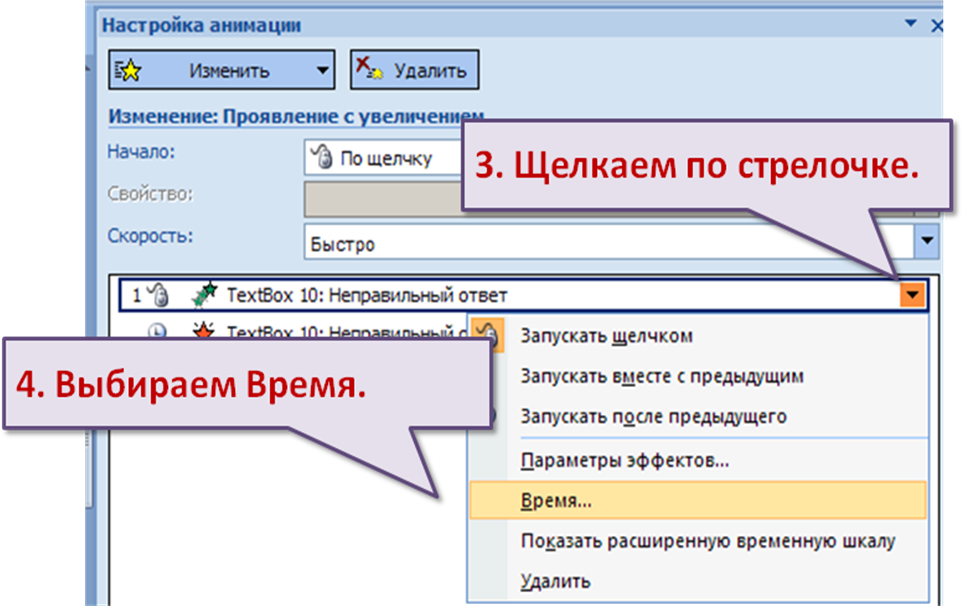 Настройка анимации
Изменить
Удалить
Изменение: Проявление с увеличением
Начало:
По щелчку
3. Щелкаем по стрелочке.
Свойство:
Скорость:
Быстро
1 TextBox 10: Неправильный ответ
TextBox 10: Неправильный о
Запускать щелчком
4. Выбираем Время.
Запускать вместе с предыдущим
Запускать после предыдущего
Параметры эффектов...
Время...
Показать расширенную временную шкалу
Удалить